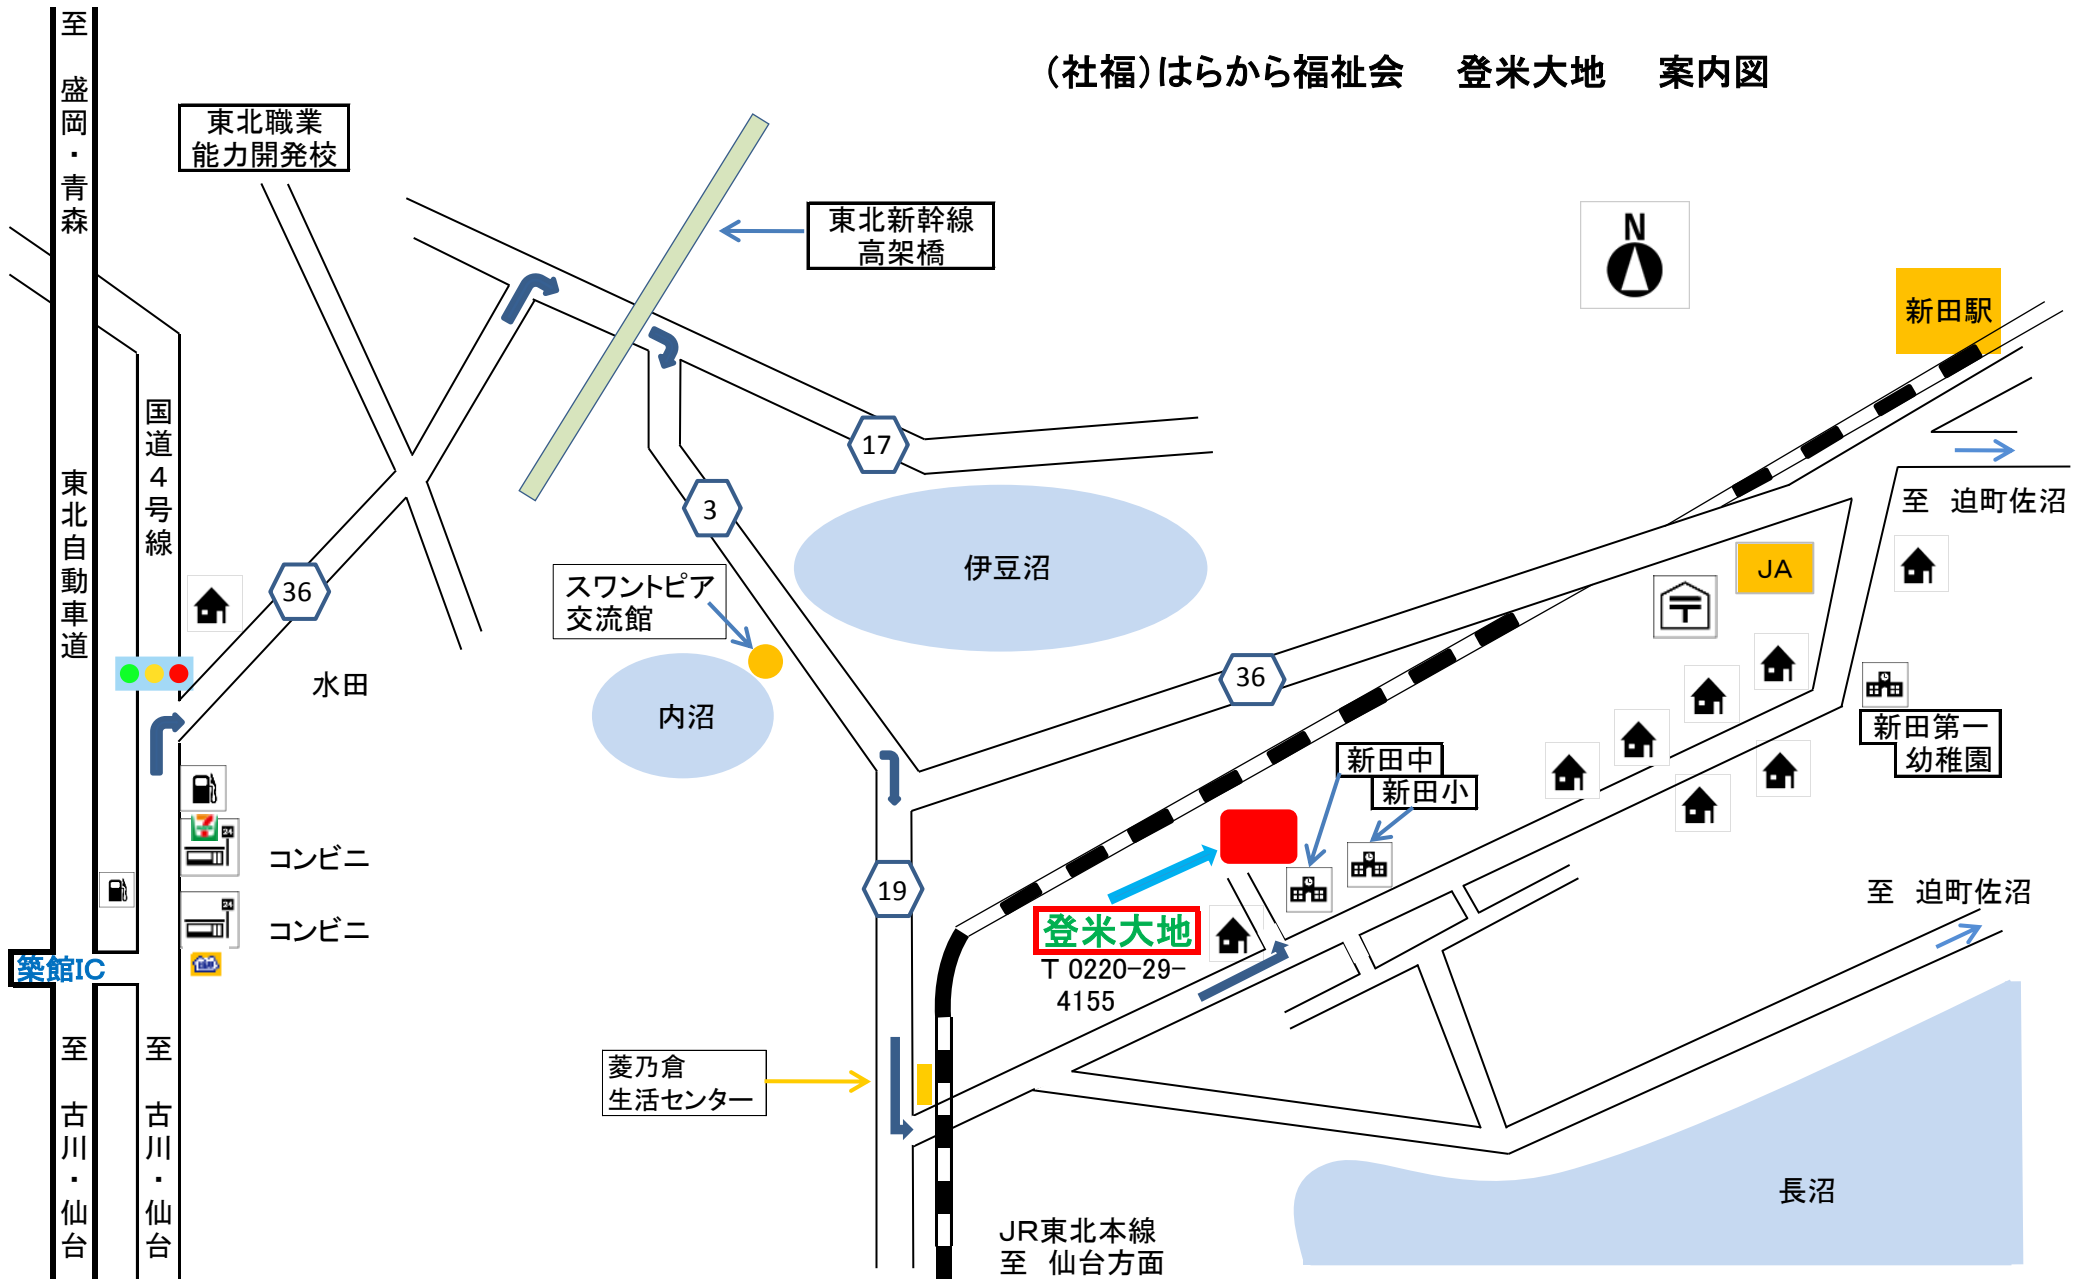 (社福)はらから福祉会　登米大地　案内図
至　盛岡・青森
東北職業
能力開発校
東北新幹線
高架橋
N
新田駅
国道4号線
東北自動車道
17
3
36
至　迫町佐沼
伊豆沼
JA
スワントピア
交流館
水田
内沼
36
新田第一
幼稚園
新田中
新田小
コンビニ
24
19
コンビニ
24
至　迫町佐沼
登米大地
築館IC
T 0220-29-
4155
菱乃倉
生活センター
至　古川・仙台
至　古川・仙台
長沼
JR東北本線
至　仙台方面